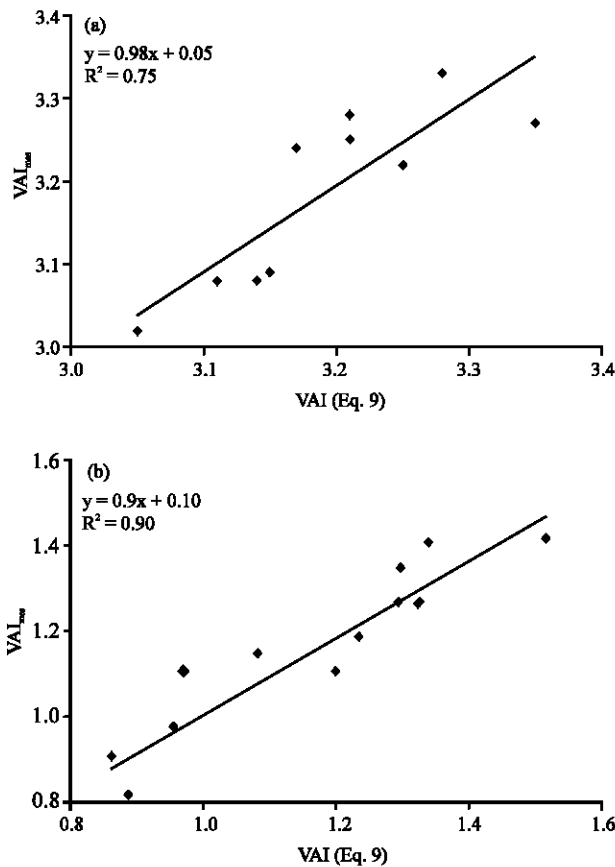 (a)
y = 0.98x + 0.05
R² = 0.75
3.4
3.3
3.2
3.1
3.0
VAI
3.0 3.1 3.2 3.3 3.4
VAI (Eq. 9)
(b)
y = 0.9x + 0.10
R² = 0.90
1.6
1.4
1.2
1.0
0.8
VAI
0.8 1.0 1.2 1.4 1.6
VAI (Eq. 9)